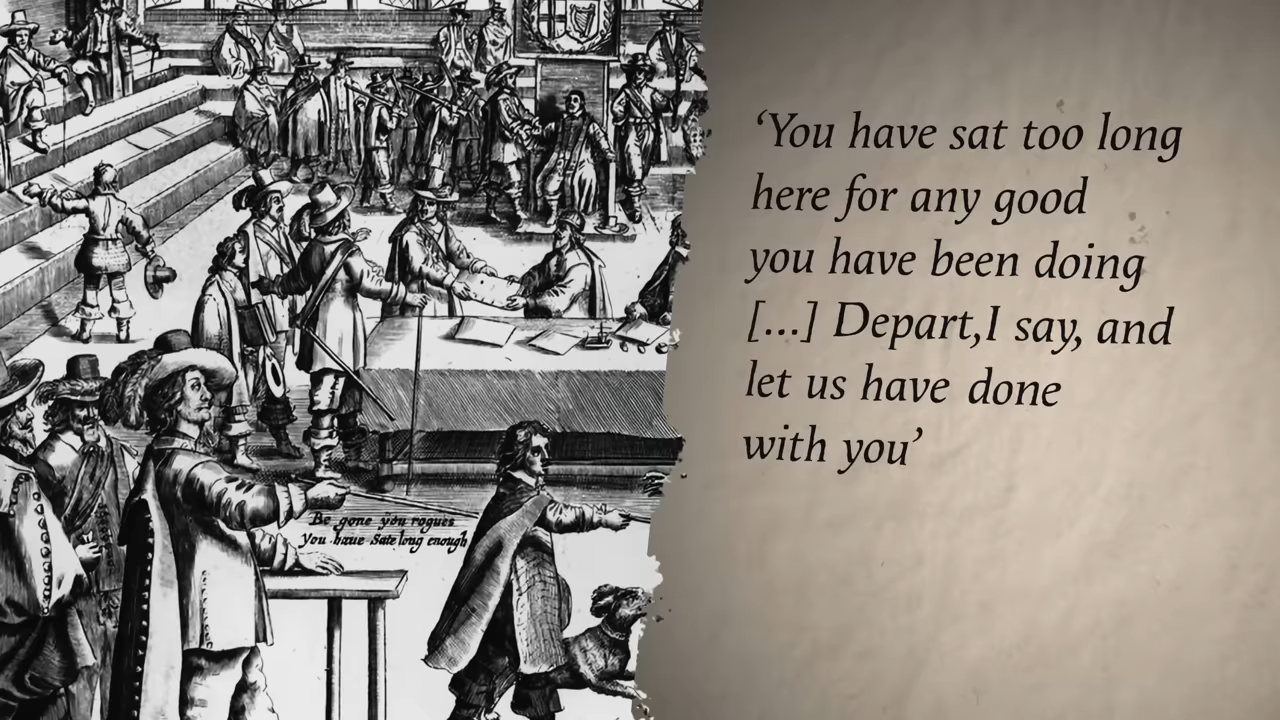 Be gone you rogues
You have Sate long enough
‘You have sat too long
here for any good
you have been doing
[...] Depart,I say, and
let us have done
with you’